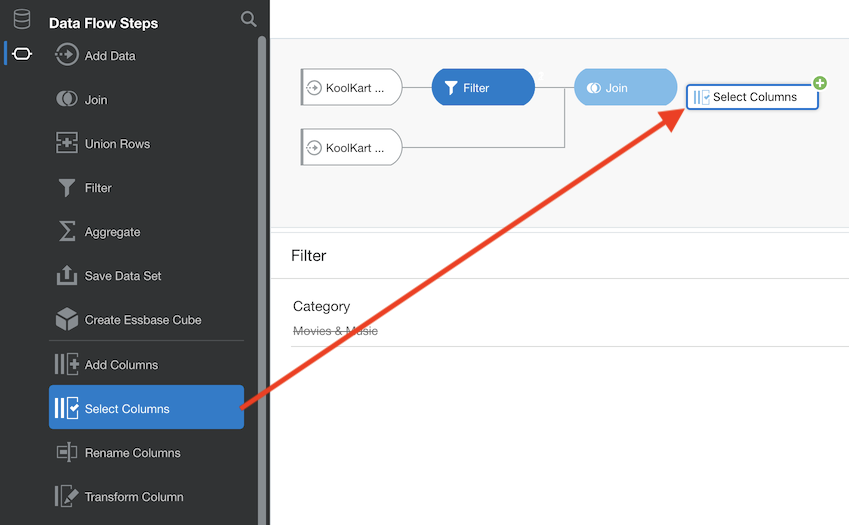 Data Flow Steps
Add Data
Join
Union Rows
Filter
Aggregate
Save Data Set
Create Essbase Cube
Add Columns
Select Columns
Rename Columns
Transform Column
KoolKart ...
Filter
Join
Select Columns
KoolKart ...
Filter
Category
Movies & Music